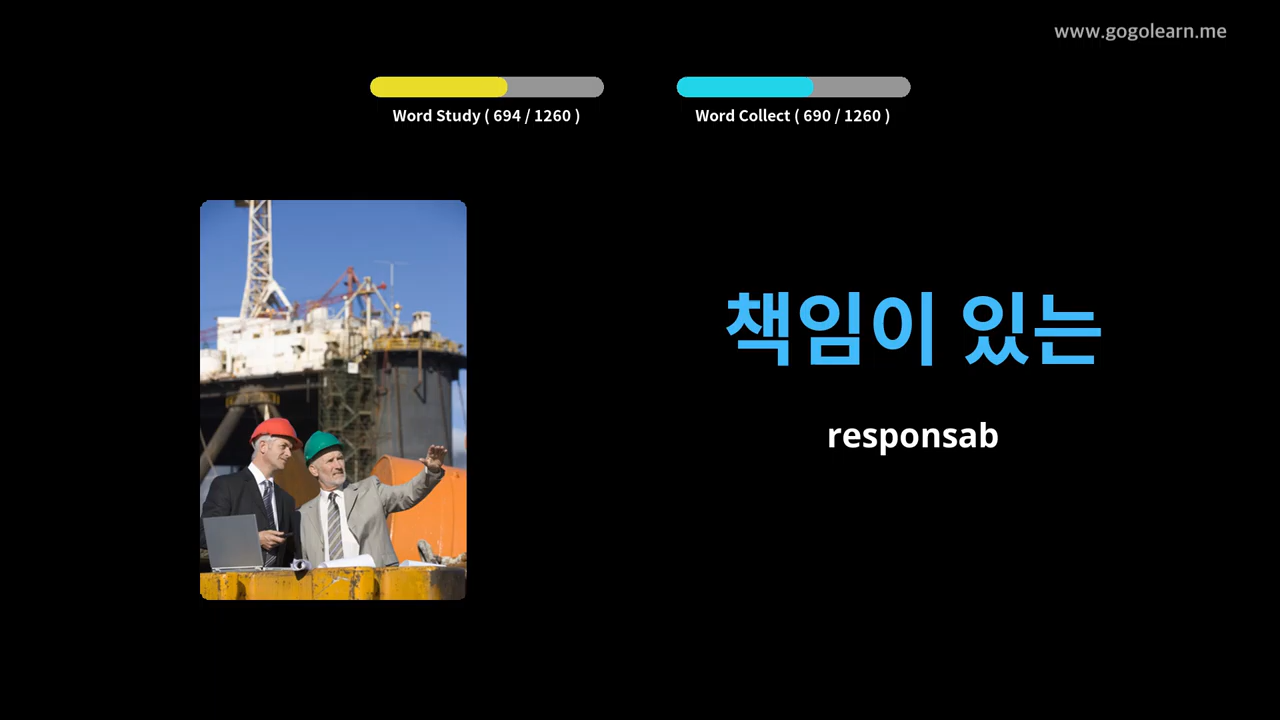 www.gogolearn.me
Word Study ( 694 / 1260 )
Word Collect ( 690 / 1260 )
책임이 있는
responsab